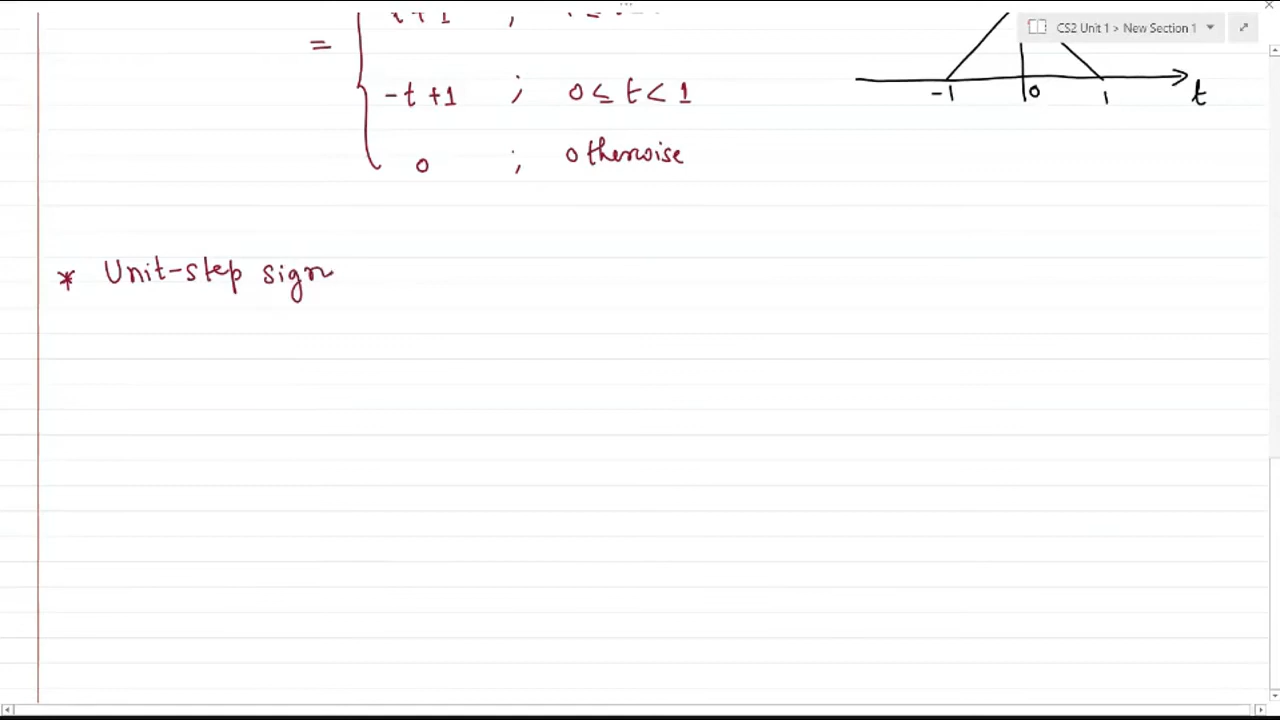 CS2 Unit 1 > New Section 1
=
-t +1 ; 0 ≤ t < 1
0 ; otherwise
-1 0 1 t
* Unit-step sign